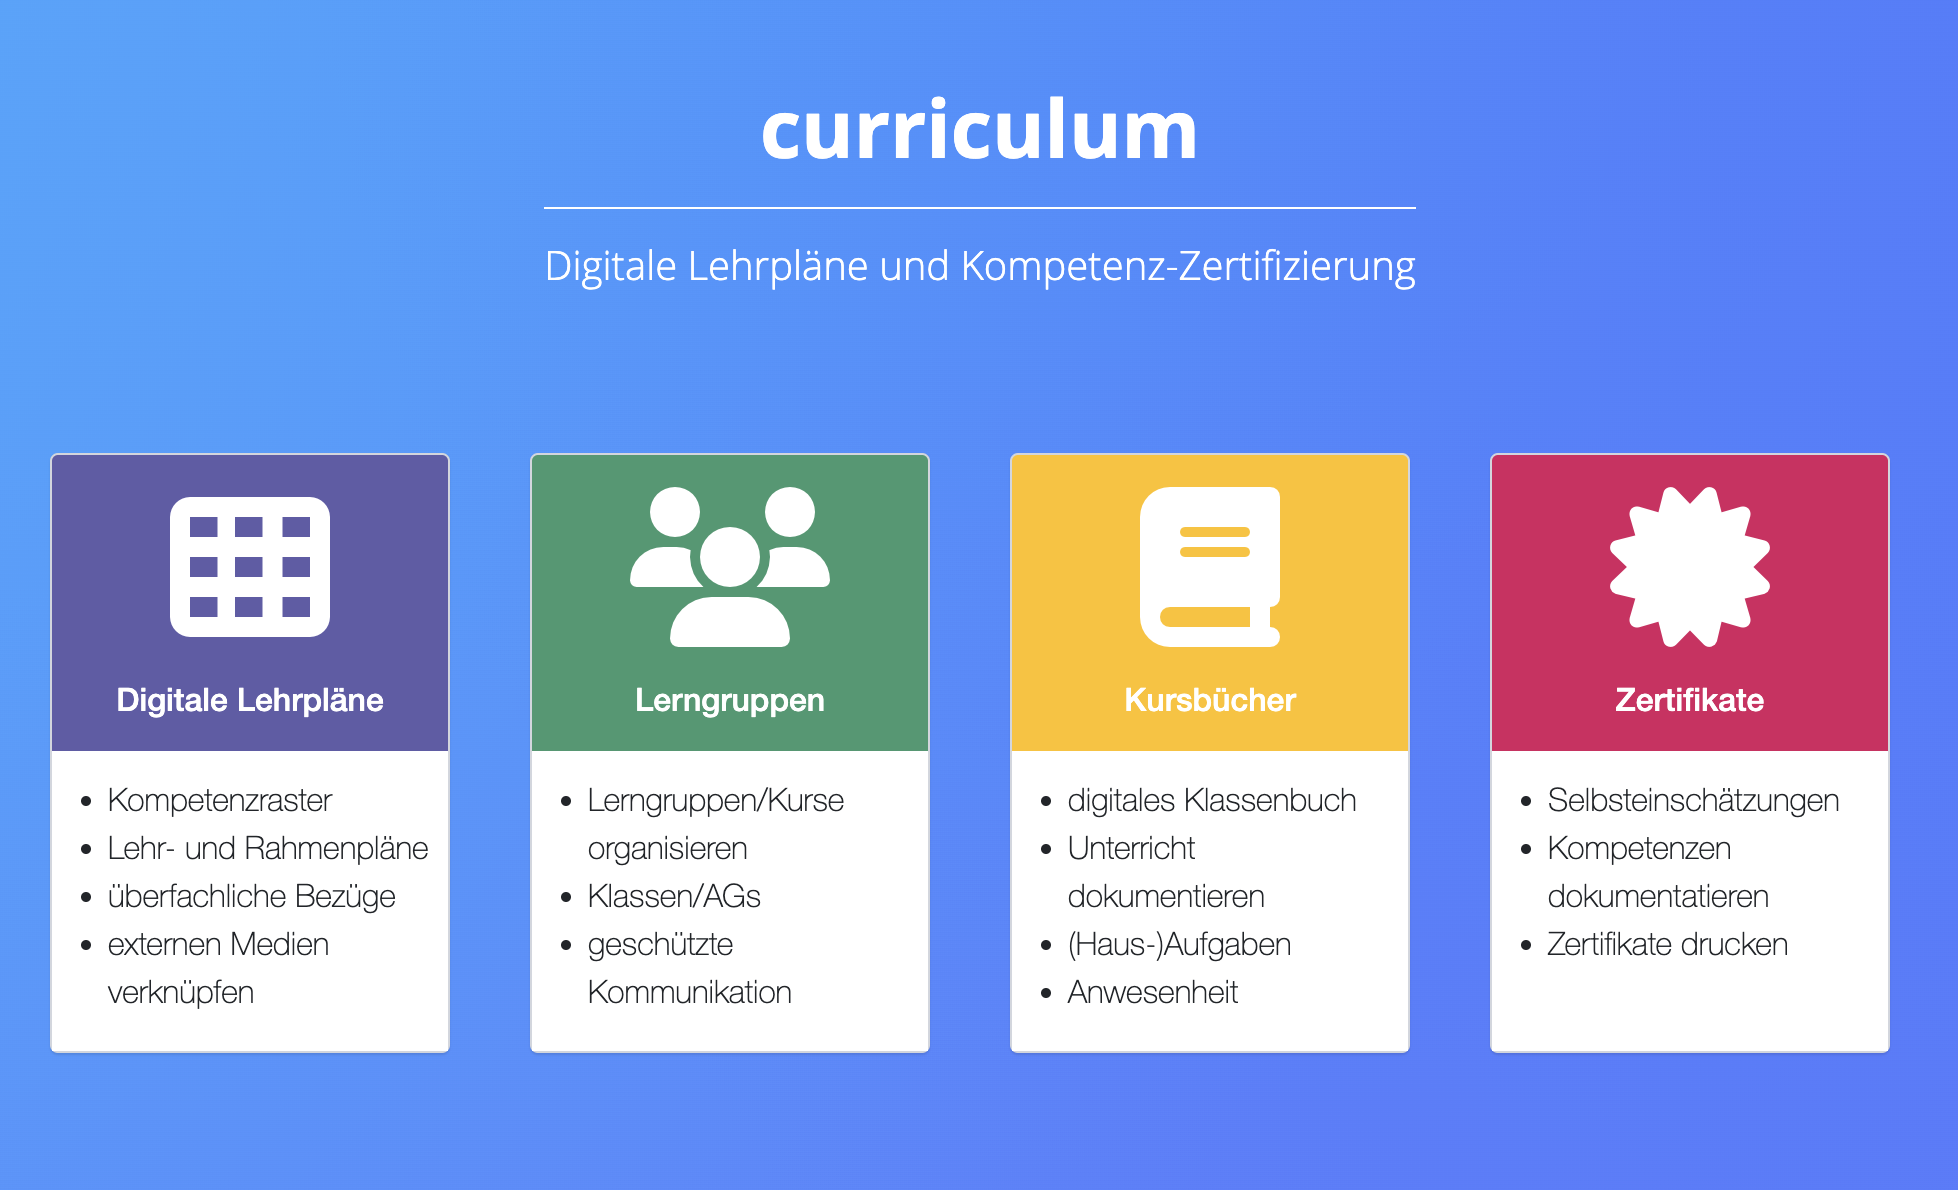 curriculum
Digitale Lehrpläne und Kompetenz-Zertifizierung
Digitale Lehrpläne
• Kompetenzraster
• Lehr- und Rahmenpläne
• überfachliche Bezüge
• externen Medien
verknüpfen
Lerngruppen
• Lerngruppen/Kurse
organisieren
• Klassen/AGs
• geschützte
Kommunikation
Kursbücher
• digitales Klassenbuch
• Unterricht
dokumentieren
• (Haus-)Aufgaben
• Anwesenheit
Zertifikate
• Selbsteinschätzungen
• Kompetenzen
dokumentatieren
• Zertifikate drucken